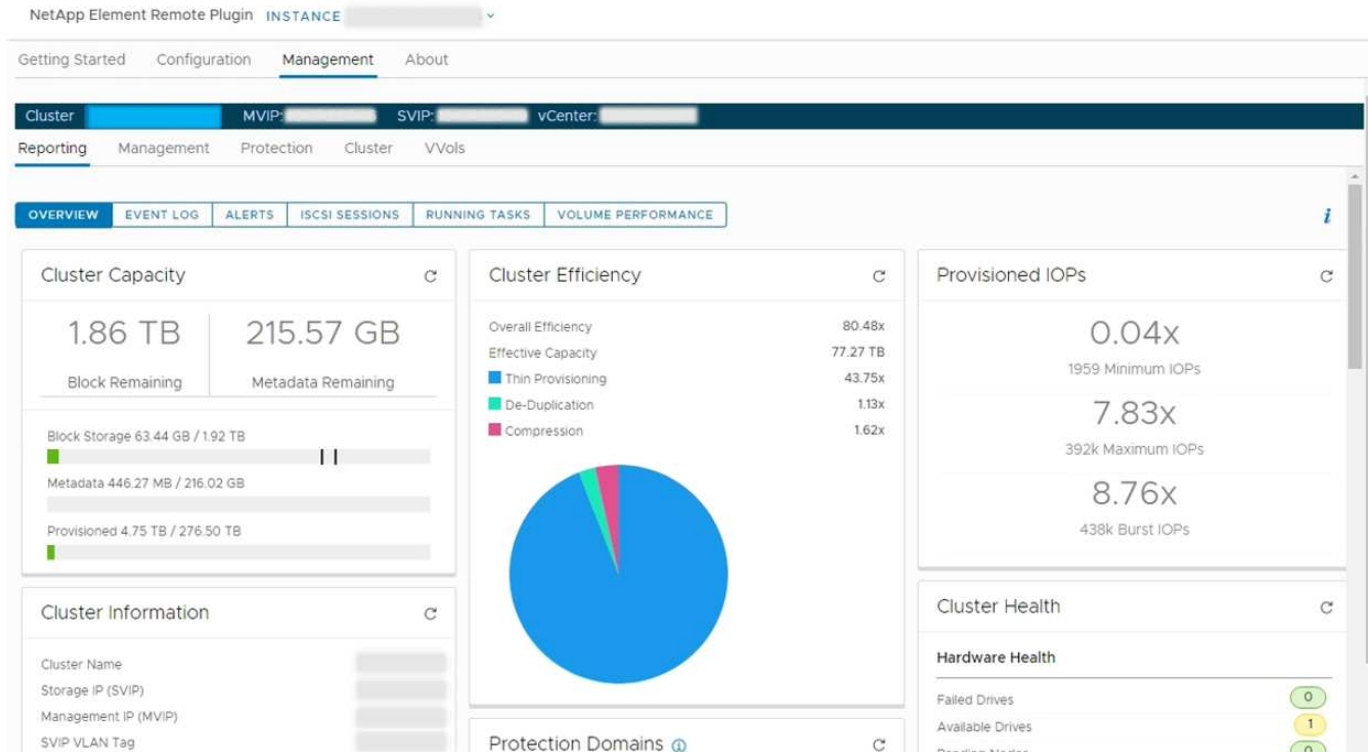 NetApp Element Remote Plugin INSTANCE
Getting Started Configuration Management About
Cluster MVIP: SVIP: vCenter:
Reporting Management Protection Cluster VVols
OVERVIEW EVENT LOG ALERTS ISCSI SESSIONS RUNNING TASKS VOLUME PERFORMANCE i
Cluster Capacity
1.86 TB 215.57 GB
Block Remaining Metadata Remaining
Block Storage 63.44 GB / 1.92 TB
Metadata 446.27 MB / 216.02 GB
Provisioned 4.75 TB / 276.50 TB
Cluster Information
Cluster Name
Storage IP (SVIP)
Management IP (MVIP)
SVIP VLAN Tag
Cluster Efficiency
Overall Efficiency 80.48x
Effective Capacity 77.27 TB
Thin Provisioning 43.75x
De-Duplication 1.13x
Compression 1.62x
Protection Domains i
Provisioned IOPs
0.04x
1959 Minimum IOPs
7.83x
392k Maximum IOPs
8.76x
438k Burst IOPs
Cluster Health
Hardware Health
Failed Drives 0
Available Drives 1
Pending Nodes 0